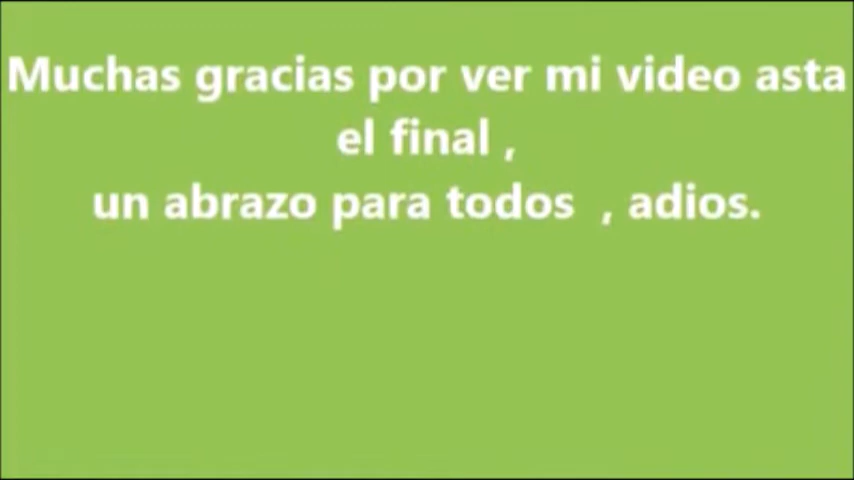 Muchas gracias por ver mi video asta
el final ,
un abrazo para todos  , adios.